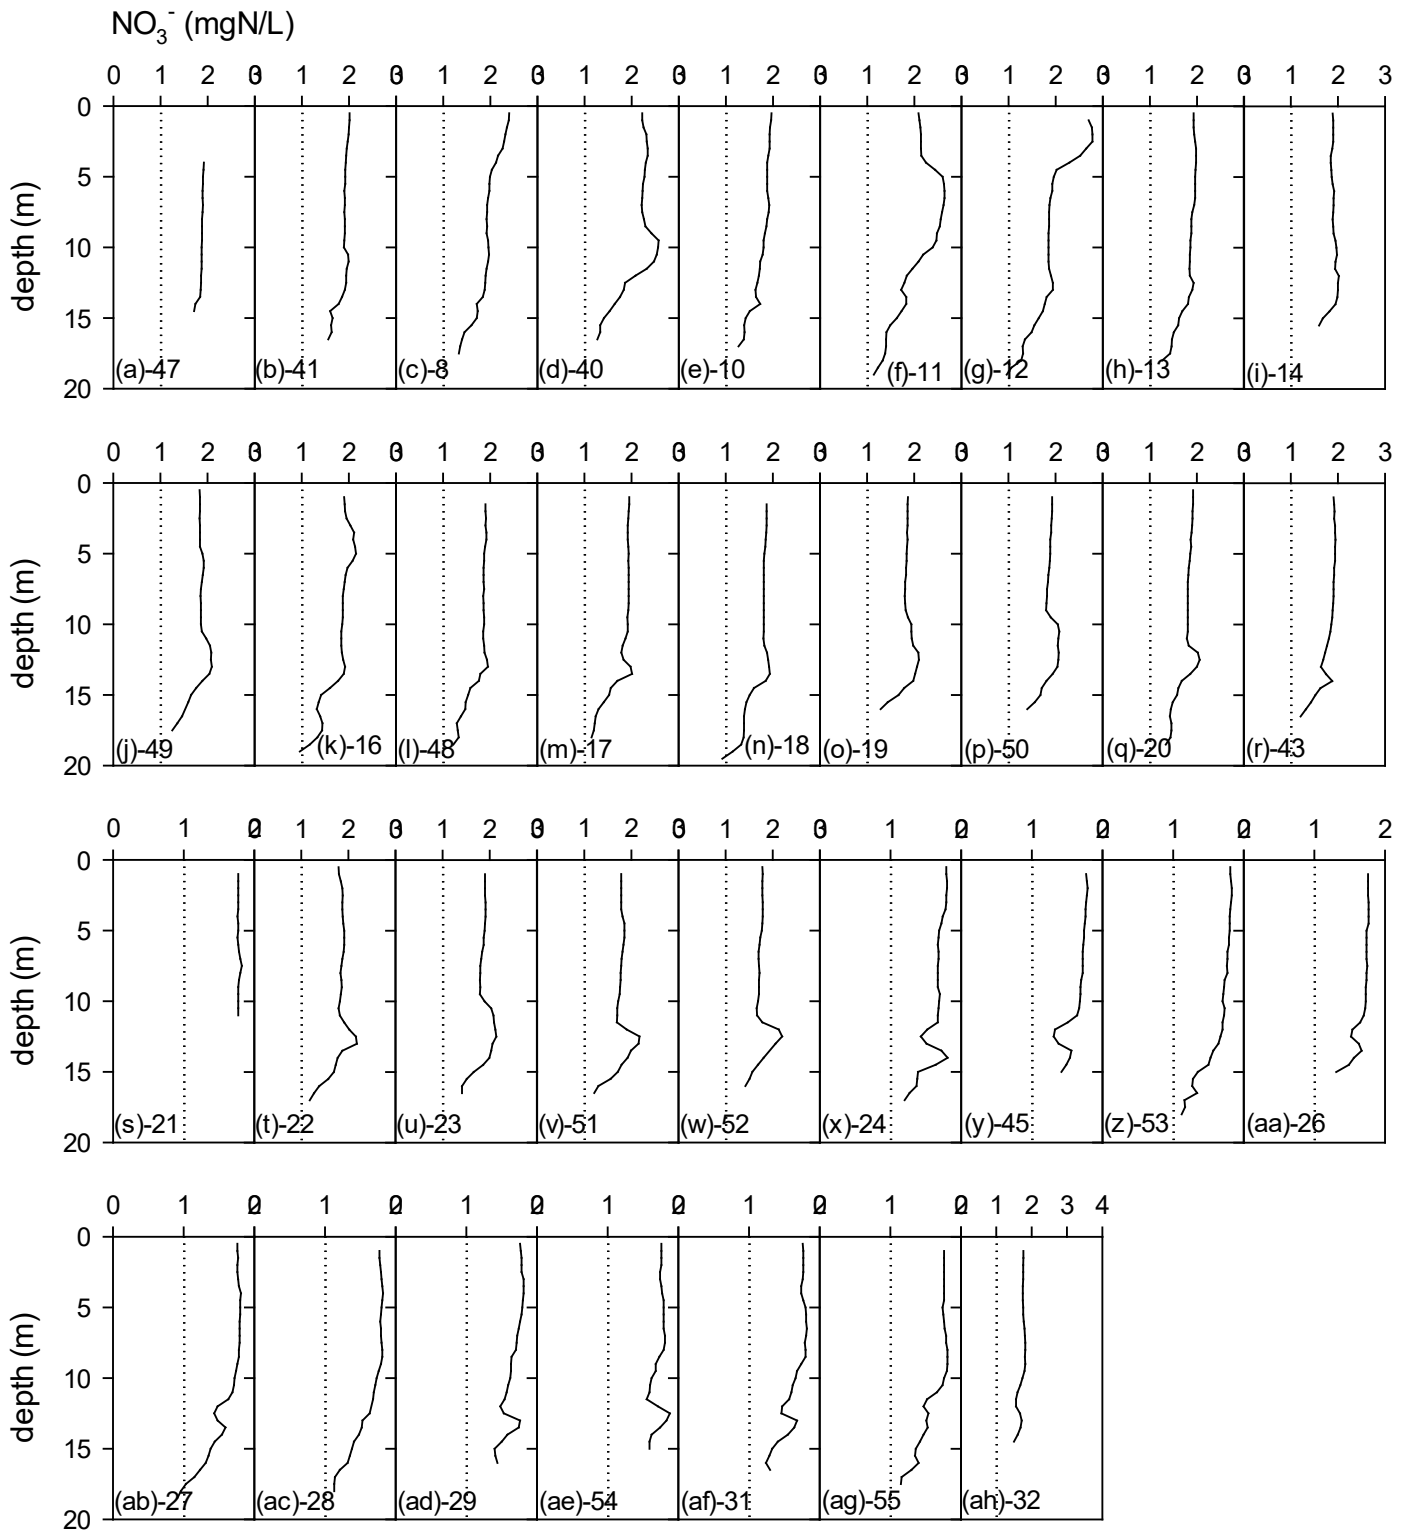 NO₃⁻ (mgN/L)
0 1 2 3 0 1 2 3 0 1 2 3 0 1 2 3 0 1 2 3 0 1 2 3 0 1 2 3 0 1 2 3 0 1 2 3
0
5
depth (m)
10
15
20
(a)-47 (b)-41 (c)-8 (d)-40 (e)-10 (f)-11 (g)-12 (h)-13 (i)-14
0 1 2 3 0 1 2 3 0 1 2 3 0 1 2 3 0 1 2 3 0 1 2 3 0 1 2 3 0 1 2 3 0 1 2 3
0
5
depth (m)
10
15
20
(j)-49 (k)-16 (l)-48 (m)-17 (n)-18 (o)-19 (p)-50 (q)-20 (r)-43
0 1 2 0 1 2 3 0 1 2 3 0 1 2 3 0 1 2 3 0 1 2 0 1 2 0 1 2 0 1 2
0
5
depth (m)
10
15
20
(s)-21 (t)-22 (u)-23 (v)-51 (w)-52 (x)-24 (y)-45 (z)-53 (aa)-26
0 1 2 0 1 2 0 1 2 0 1 2 0 1 2 0 1 2 0 1 2 3 4
0
5
depth (m)
10
15
20
(ab)-27 (ac)-28 (ad)-29 (ae)-54 (af)-31 (ag)-55 (ah)-32